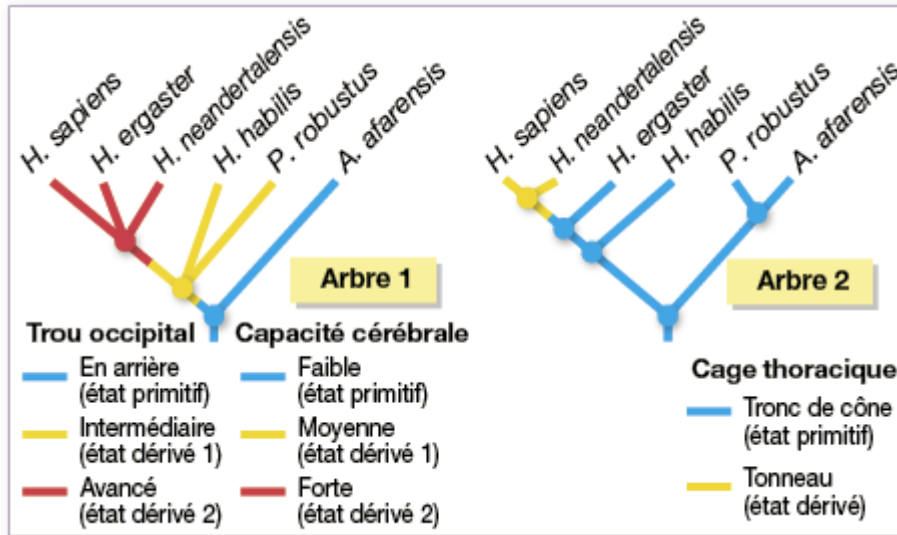 H. sapiens
H. ergaster
H. neandertalensis
H. habilis
P. robustus
A. afarensis
Arbre 1
Trou occipital
En arrière
(état primitif)
Intermédiaire
(état dérivé 1)
Avancé
(état dérivé 2)
Capacité cérébrale
Faible
(état primitif)
Moyenne
(état dérivé 1)
Forte
(état dérivé 2)
H. sapiens
H. neandertalensis
H. ergaster
H. habilis
P. robustus
A. afarensis
Arbre 2
Cage thoracique
Tronc de cône
(état primitif)
Tonneau
(état dérivé)